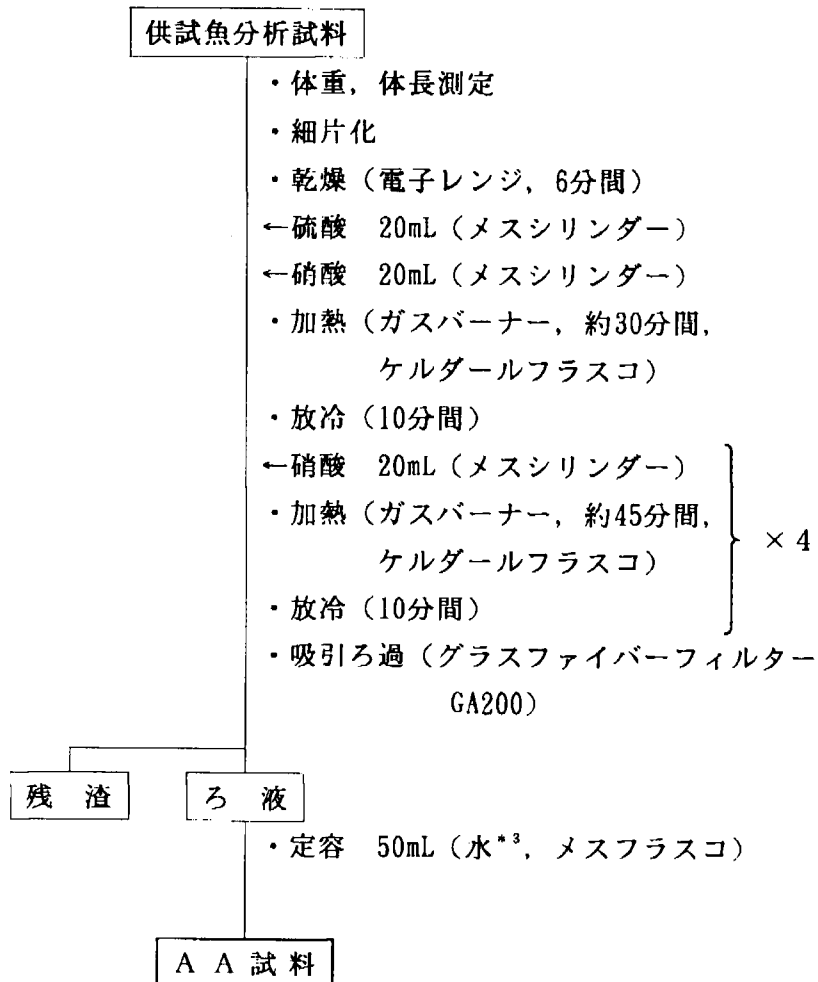 供試魚分析試料
・体重，体長測定
・細片化
・乾燥（電子レンジ，6分間）
←硫酸　20mL（メスシリンダー）
←硝酸　20mL（メスシリンダー）
・加熱（ガスバーナー，約30分間，
ケルダールフラスコ）
・放冷（10分間）
←硝酸　20mL（メスシリンダー）
・加熱（ガスバーナー，約45分間，
ケルダールフラスコ）
×4
・放冷（10分間）
・吸引ろ過（グラスファイバーフィルター
GA200）
残　渣　ろ　液
・定容　50mL（水*³，メスフラスコ）
ＡＡ試料